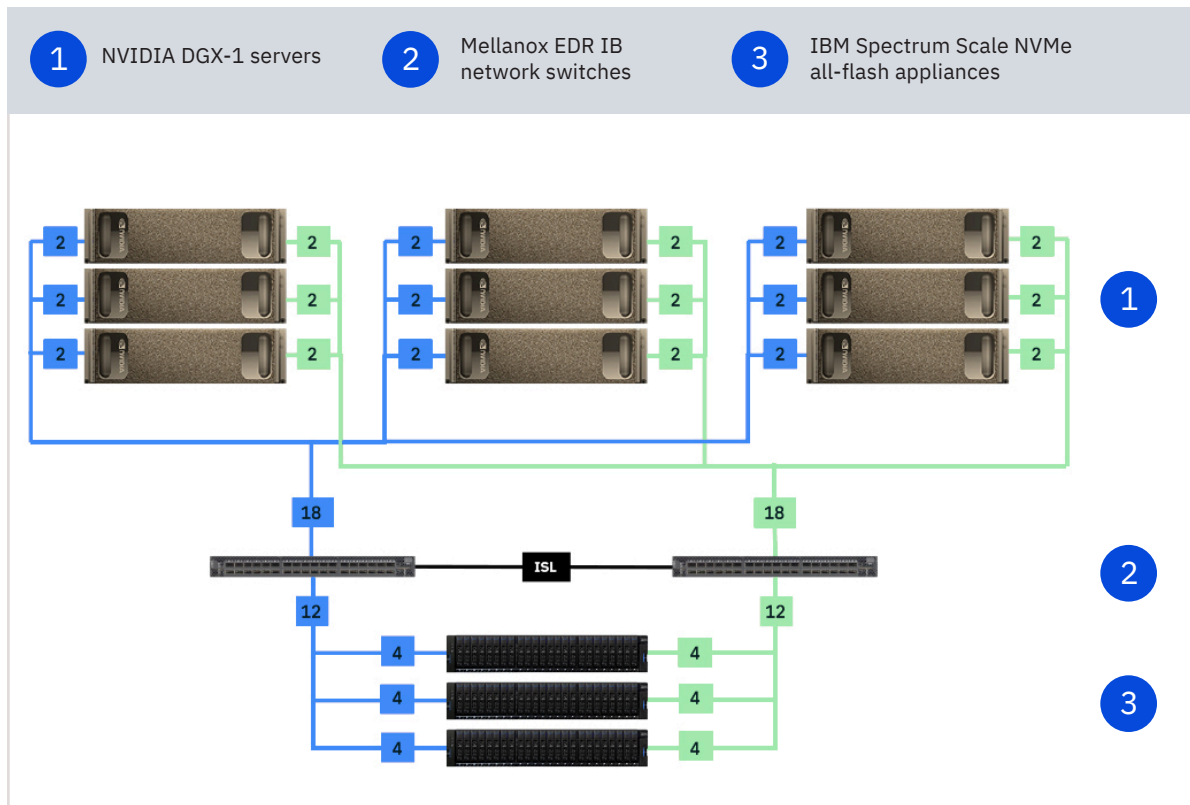 1 NVIDIA DGX-1 servers
2 Mellanox EDR IB
network switches
3 IBM Spectrum Scale NVMe
all-flash appliances
2 2 2 2 2 2
2 2 2 2 2 2
1
2 2 2 2 2 2
18 18
ISL
2
12 12
4 4
4 4
3
4 4